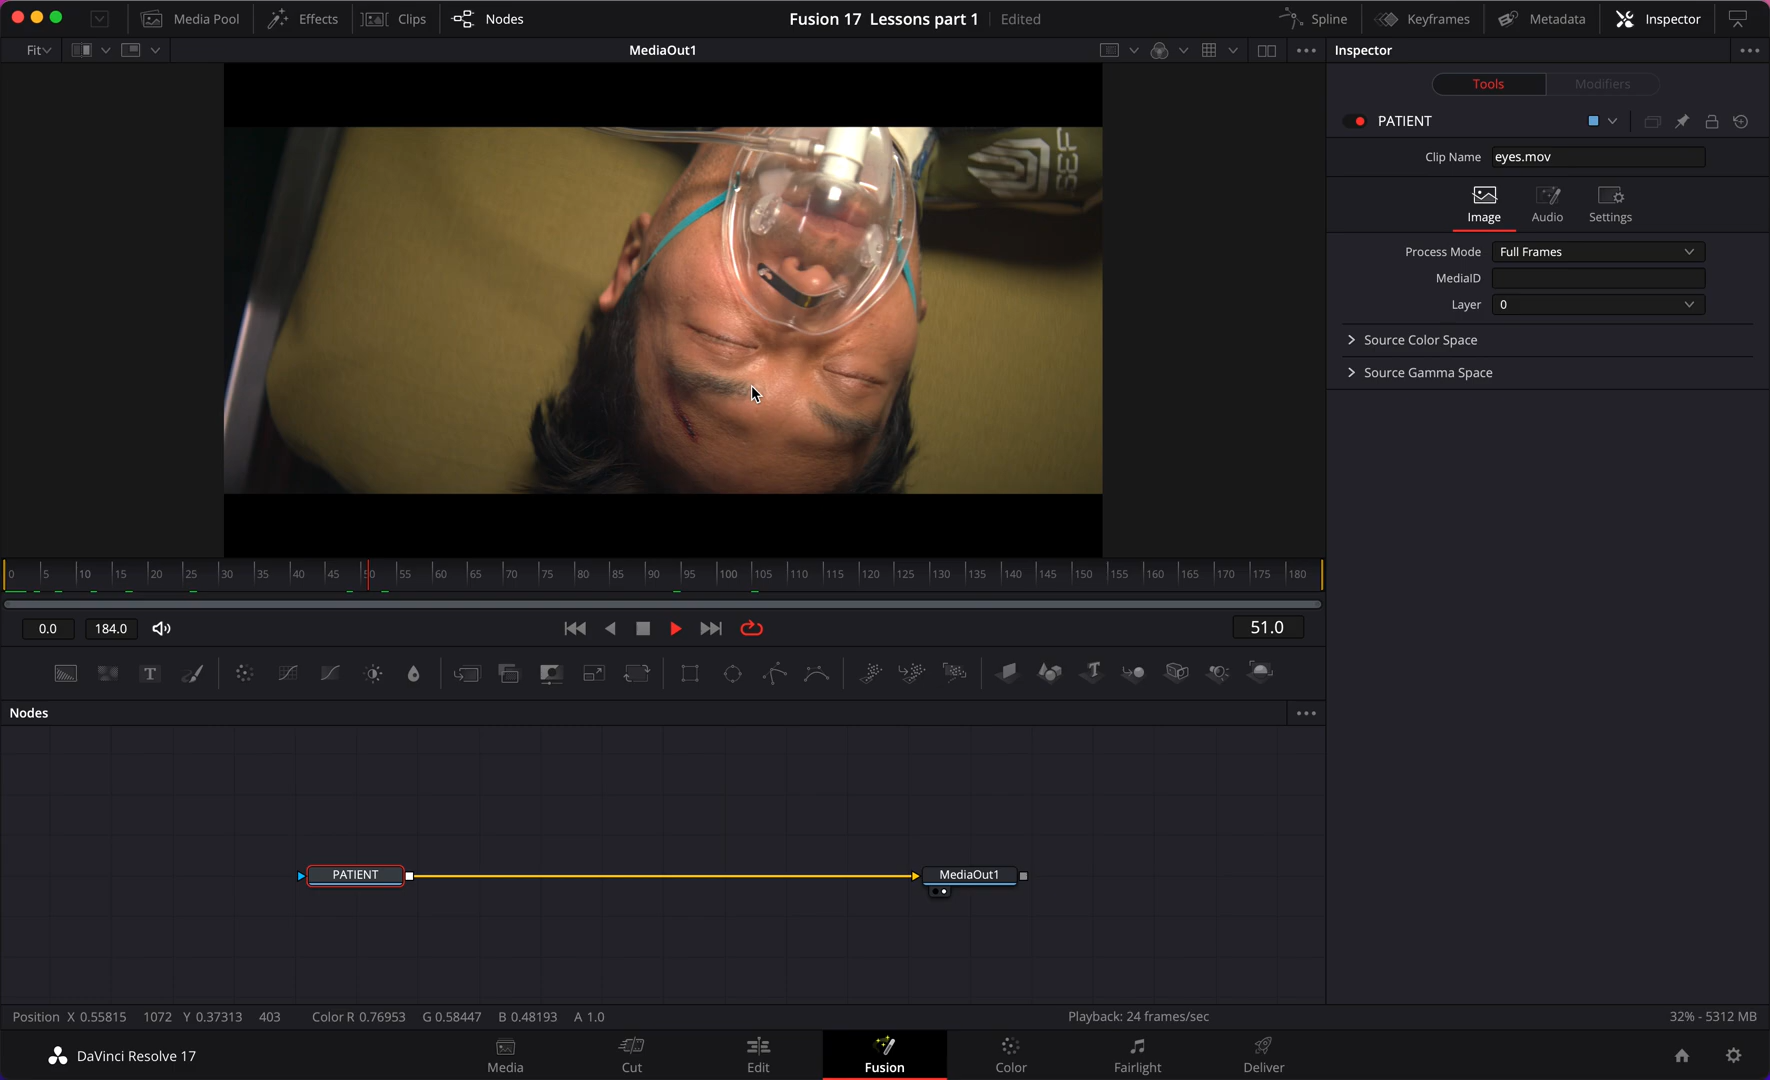 Media Pool Effects Clips Nodes Fusion 17 Lessons part 1 Edited Spline Keyframes Metadata Inspector
Fit MediaOut1 Inspector
Tools Modifiers
PATIENT
Clip Name eyes.mov
Image Audio Settings
Process Mode Full Frames
MediaID
Layer 0
Source Color Space
Source Gamma Space
SEF
0 5 10 15 20 25 30 35 40 45 50 55 60 65 70 75 80 85 90 95 100 105 110 115 120 125 130 135 140 145 150 155 160 165 170 175 180
0.0 184.0 51.0
Nodes
PATIENT MediaOut1
Position X 0.55815 1072 Y 0.37313 403 Color R 0.76953 G 0.58447 B 0.48193 A 1.0 Playback: 24 frames/sec 32% - 5312 MB
DaVinci Resolve 17 Media Cut Edit Fusion Color Fairlight Deliver